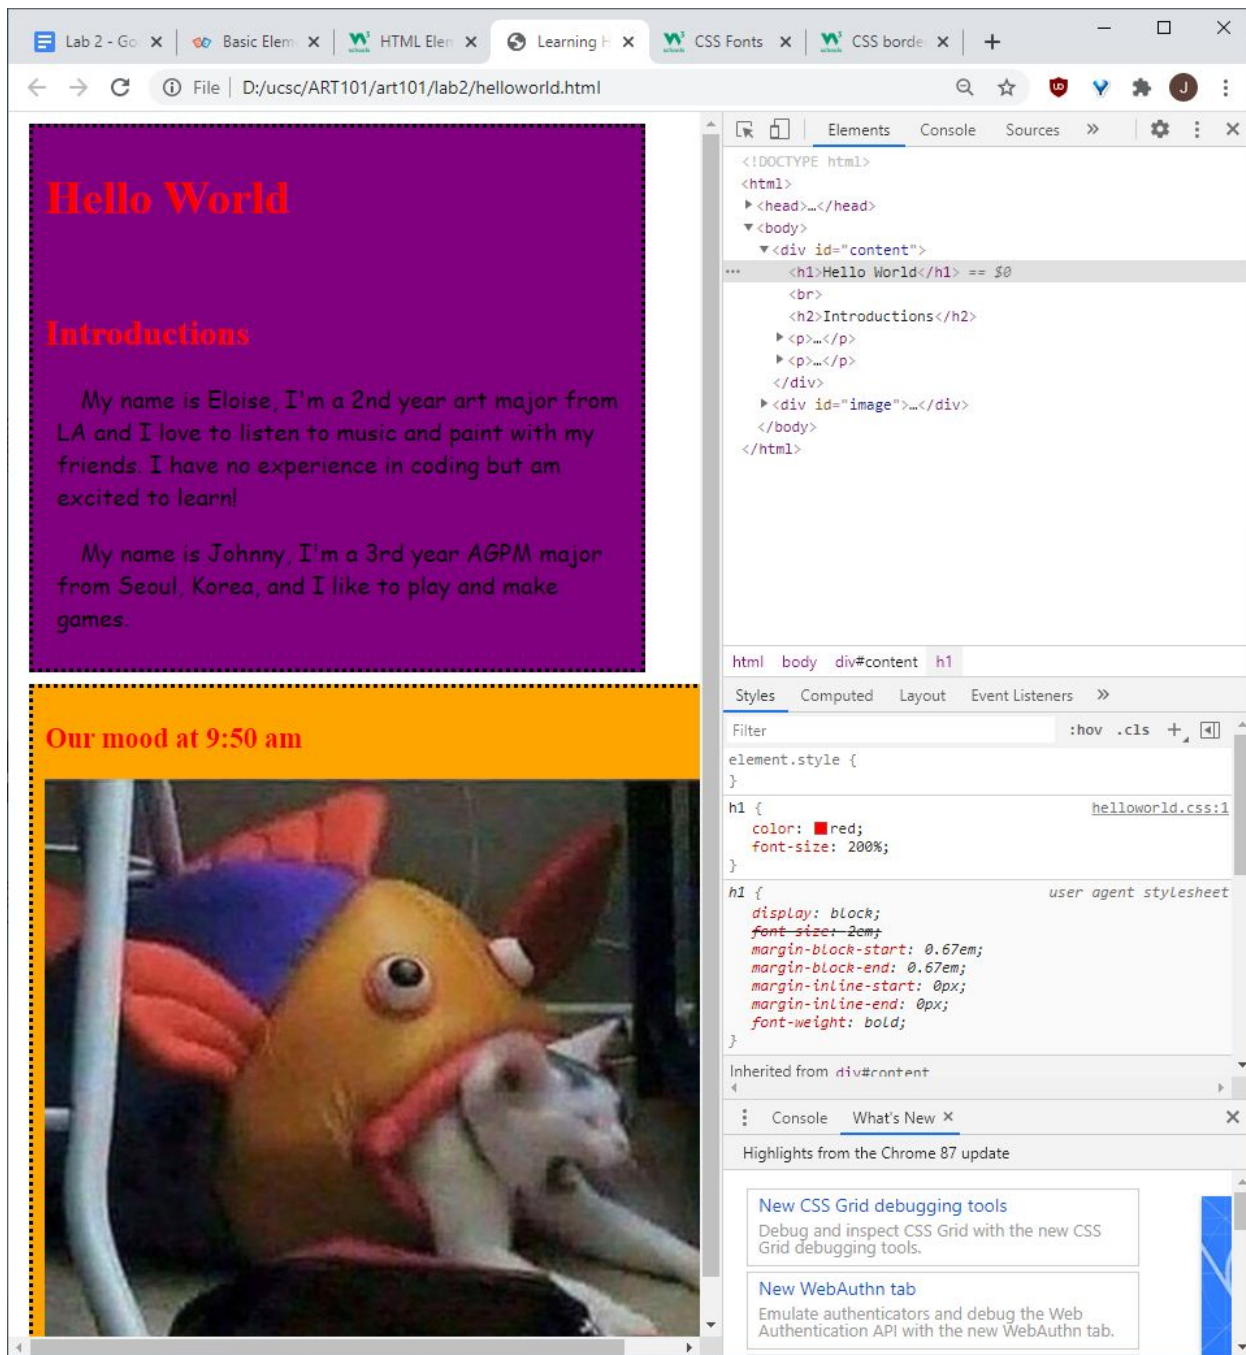 Lab 2 - Go
Basic Elem
HTML Elem
Learning H
CSS Fonts
CSS borde
File D:/ucsc/ART101/art101/lab2/helloworld.html
J
Hello World
Introductions
My name is Eloise, I'm a 2nd year art major from
LA and I love to listen to music and paint with my
friends. I have no experience in coding but am
excited to learn!
My name is Johnny, I'm a 3rd year AGPM major
from Seoul, Korea, and I like to play and make
games.
Our mood at 9:50 am
Elements Console Sources »
<!DOCTYPE html>
<html>
<head>…</head>
<body>
<div id="content">
<h1>Hello World</h1> == $0
<br>
<h2>Introductions</h2>
<p>…</p>
<p>…</p>
</div>
<div id="image">…</div>
</body>
</html>
html body div#content h1
Styles Computed Layout Event Listeners »
Filter :hov .cls +
element.style {
}
h1 { helloworld.css:1
color: red;
font-size: 200%;
}
h1 { user agent stylesheet
display: block;
font-size: 2em;
margin-block-start: 0.67em;
margin-block-end: 0.67em;
margin-inline-start: 0px;
margin-inline-end: 0px;
font-weight: bold;
}
Inherited from div#content
Console What's New ×
Highlights from the Chrome 87 update
New CSS Grid debugging tools
Debug and inspect CSS Grid with the new CSS
Grid debugging tools.
New WebAuthn tab
Emulate authenticators and debug the Web
Authentication API with the new WebAuthn tab.